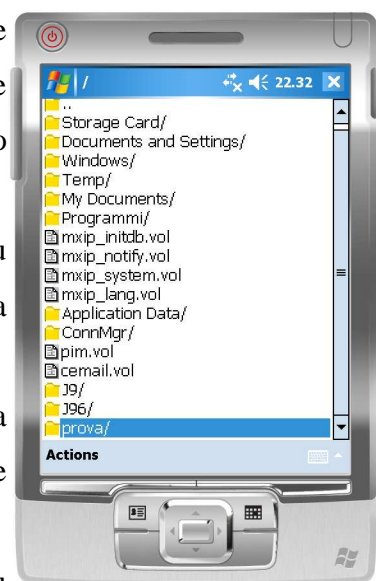 / 22.32
..
Storage Card/
Documents and Settings/
Windows/
Temp/
My Documents/
Programmi/
mxip_initdb.vol
mxip_notify.vol
mxip_system.vol
mxip_lang.vol
Application Data/
ConnMgr/
pim.vol
cemail.vol
J9/
J96/
prova/
Actions